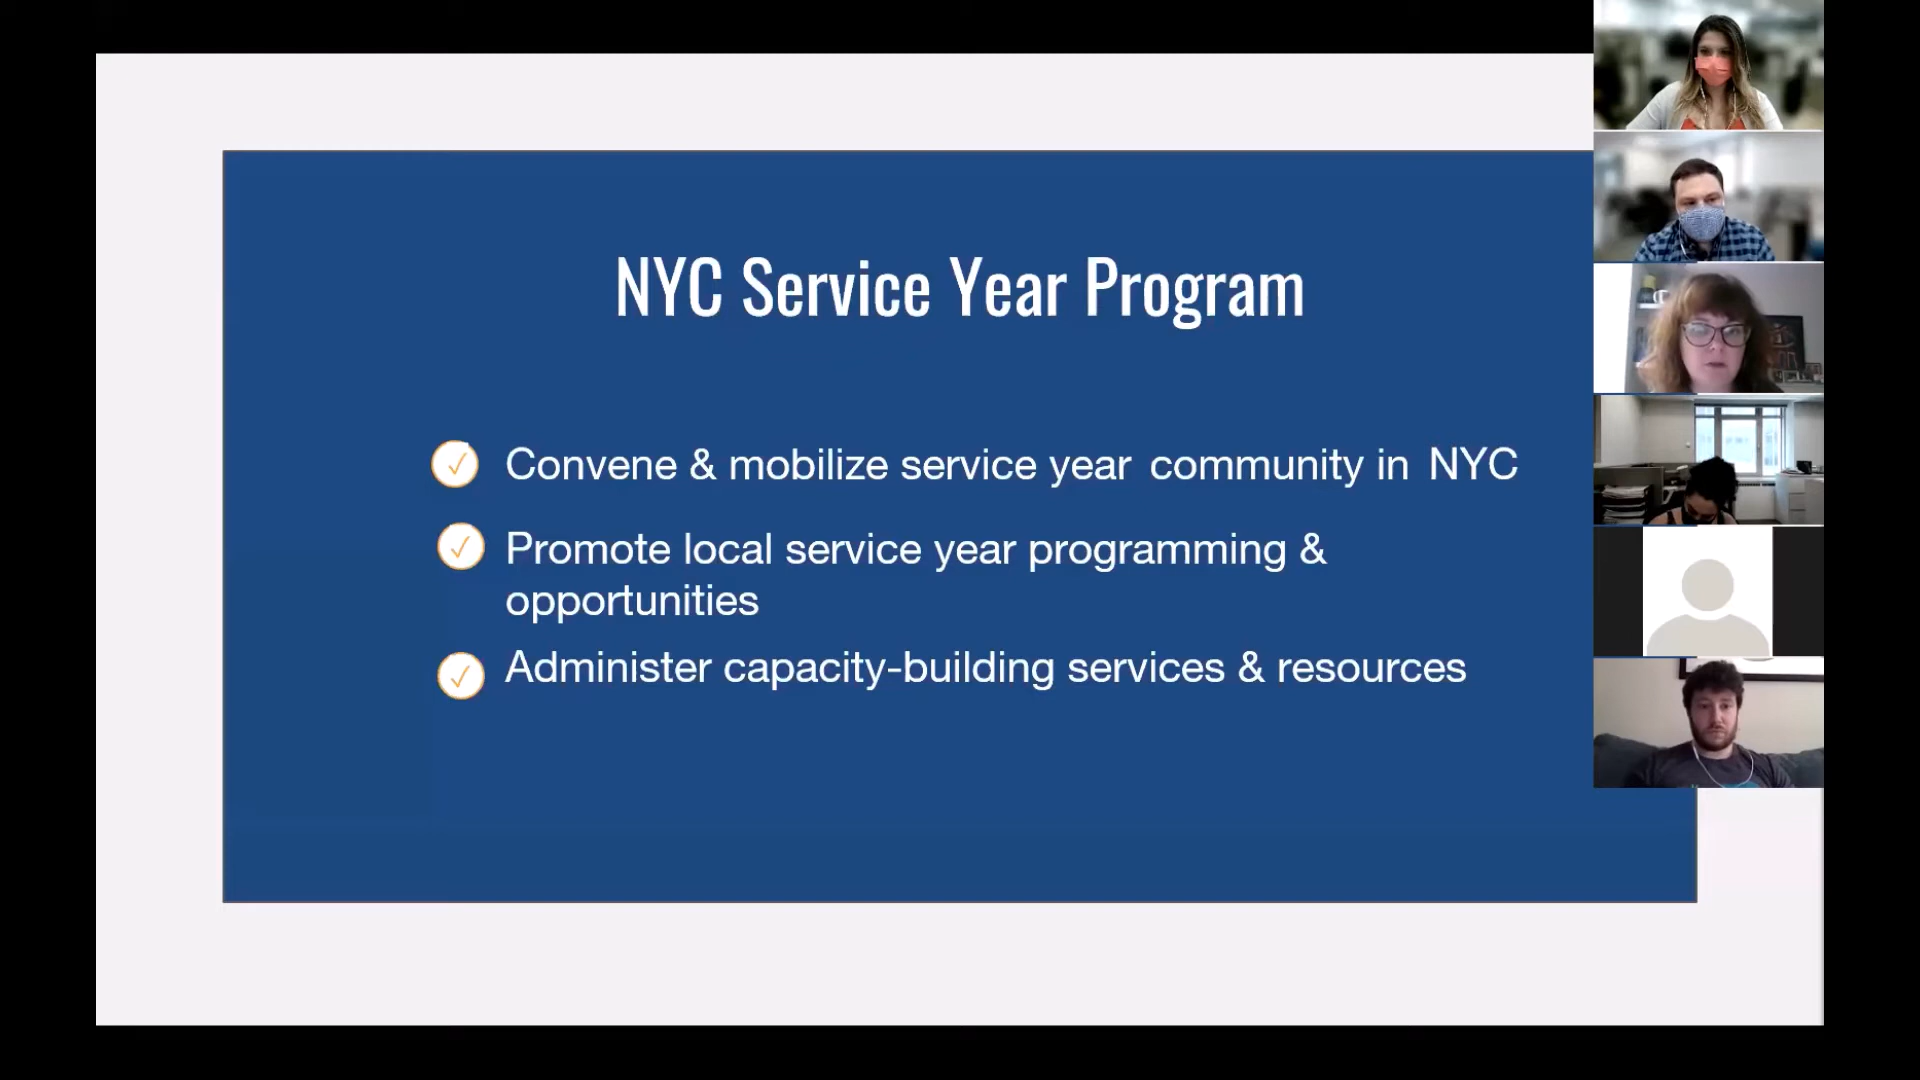 NYC Service Year Program
Convene & mobilize service year community in NYC
Promote local service year programming &
opportunities
Administer capacity-building services & resources